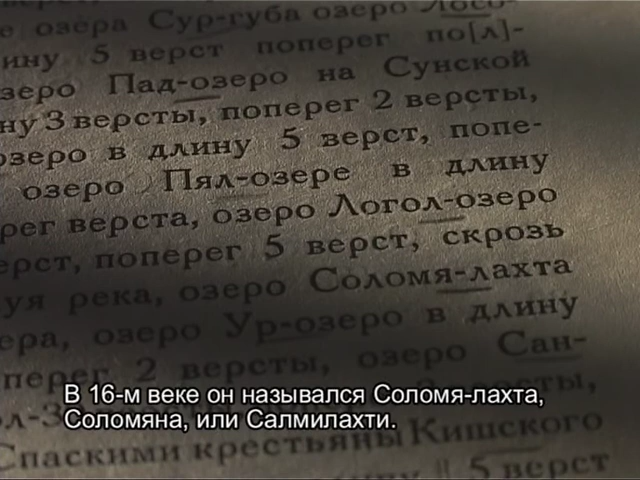 е озера Сур-губа озеро Лого-
ину 5 верст поперег по[л]-
озеро Пад-озеро на Сунской
ну 3 версты, поперег 2 версты,
озеро в длину 5 верст, попе-
озеро Пял-озере в длину
рег верста, озеро Логол-озеро
ерст, поперег 5 верст, скрозь
уя река, озеро Соломя-лахта
ера, озеро Ур-озеро в длину
перег 2 версты, озеро Сан-
В 16-м веке он назывался Соломя-лахта,
Соломяна, или Салмилахти.
Спаскими крестьяны Кишского
5 верст